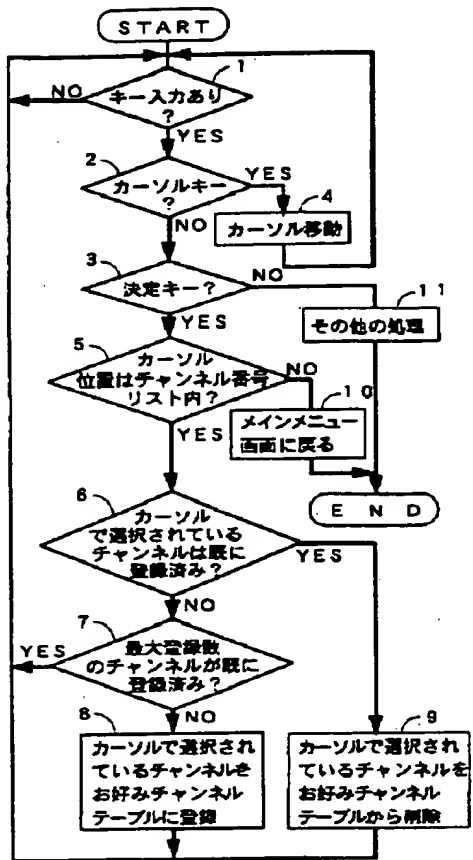 START
1
キー入力あり
?
NO
YES
2
カーソルキー
?
YES
4
カーソル移動
NO
3
決定キー?
NO
11
その他の処理
YES
5
カーソル
位置はチャンネル番号
リスト内?
NO
10
メインメニュー
画面に戻る
YES
END
6
カーソル
で選択されている
チャンネルは既に
登録済み?
YES
NO
7
最大登録数
のチャンネルが既に
登録済み?
YES
NO
8
カーソルで選択され
ているチャンネルを
お好みチャンネル
テーブルに登録
9
カーソルで選択され
ているチャンネルを
お好みチャンネル
テーブルから削除